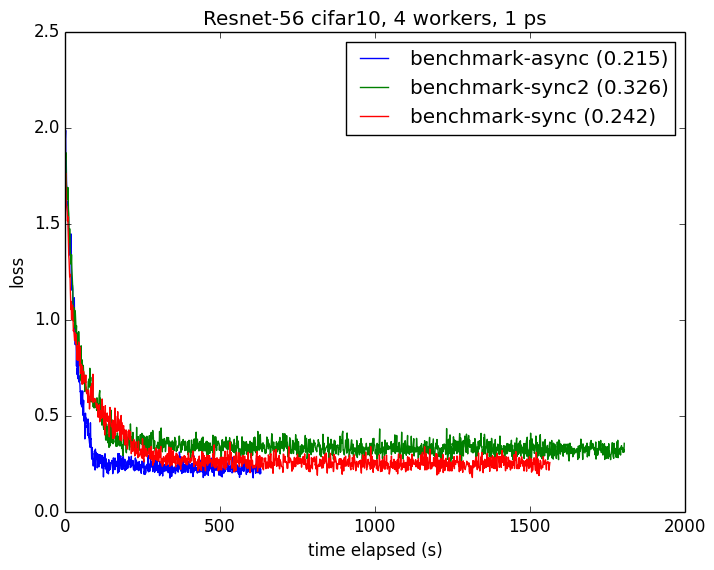 Resnet-56 cifar10, 4 workers, 1 ps
2.5
benchmark-async (0.215)
benchmark-sync2 (0.326)
benchmark-sync (0.242)
2.0
1.5
loss
1.0
0.5
0.0
0 500 1000 1500 2000
time elapsed (s)